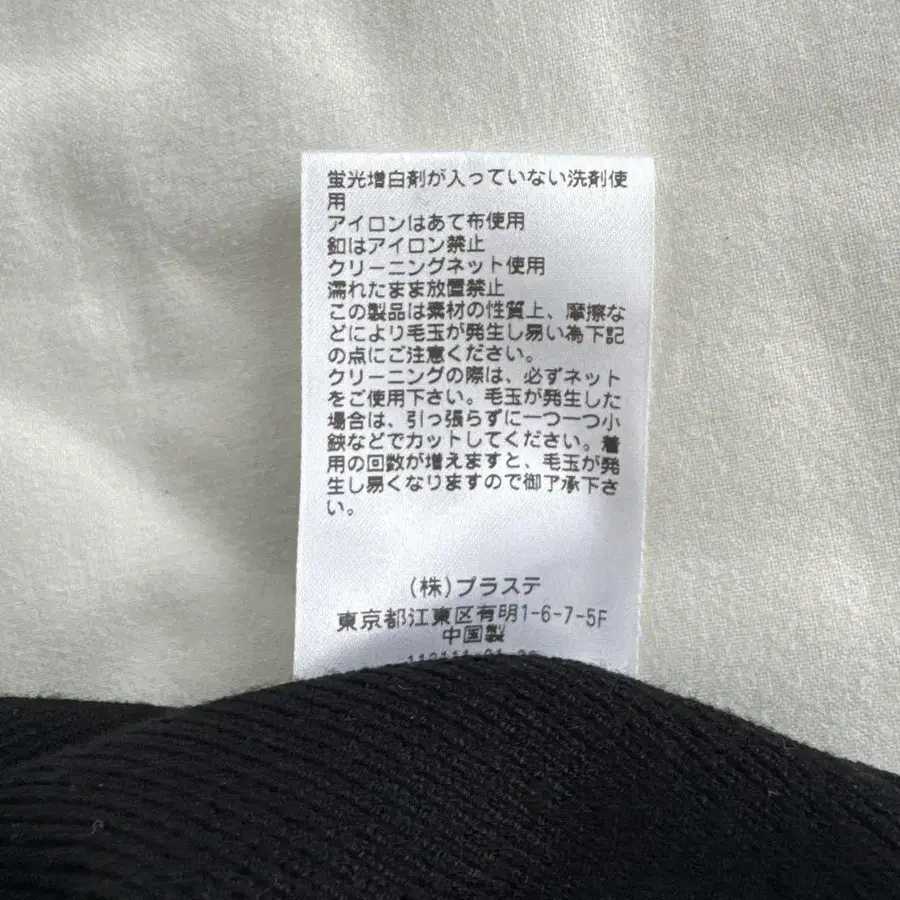 蛍光増白剤が入っていない洗剤使
用
アイロンはあて布使用
釦はアイロン禁止
クリーニングネット使用
濡れたまま放置禁止
この製品は素材の性質上、摩擦な
どにより毛玉が発生し易い為下記
の点にご注意ください。
クリーニングの際は、必ずネット
をご使用下さい。毛玉が発生した
場合は、引っ張らずに一つ一つ小
鋏などでカットしてください。着
用の回数が増えますと、毛玉が発
生し易くなりますので御了承下さ
い。
(株)プラステ
東京都江東区有明1-6-7-5F
中国製